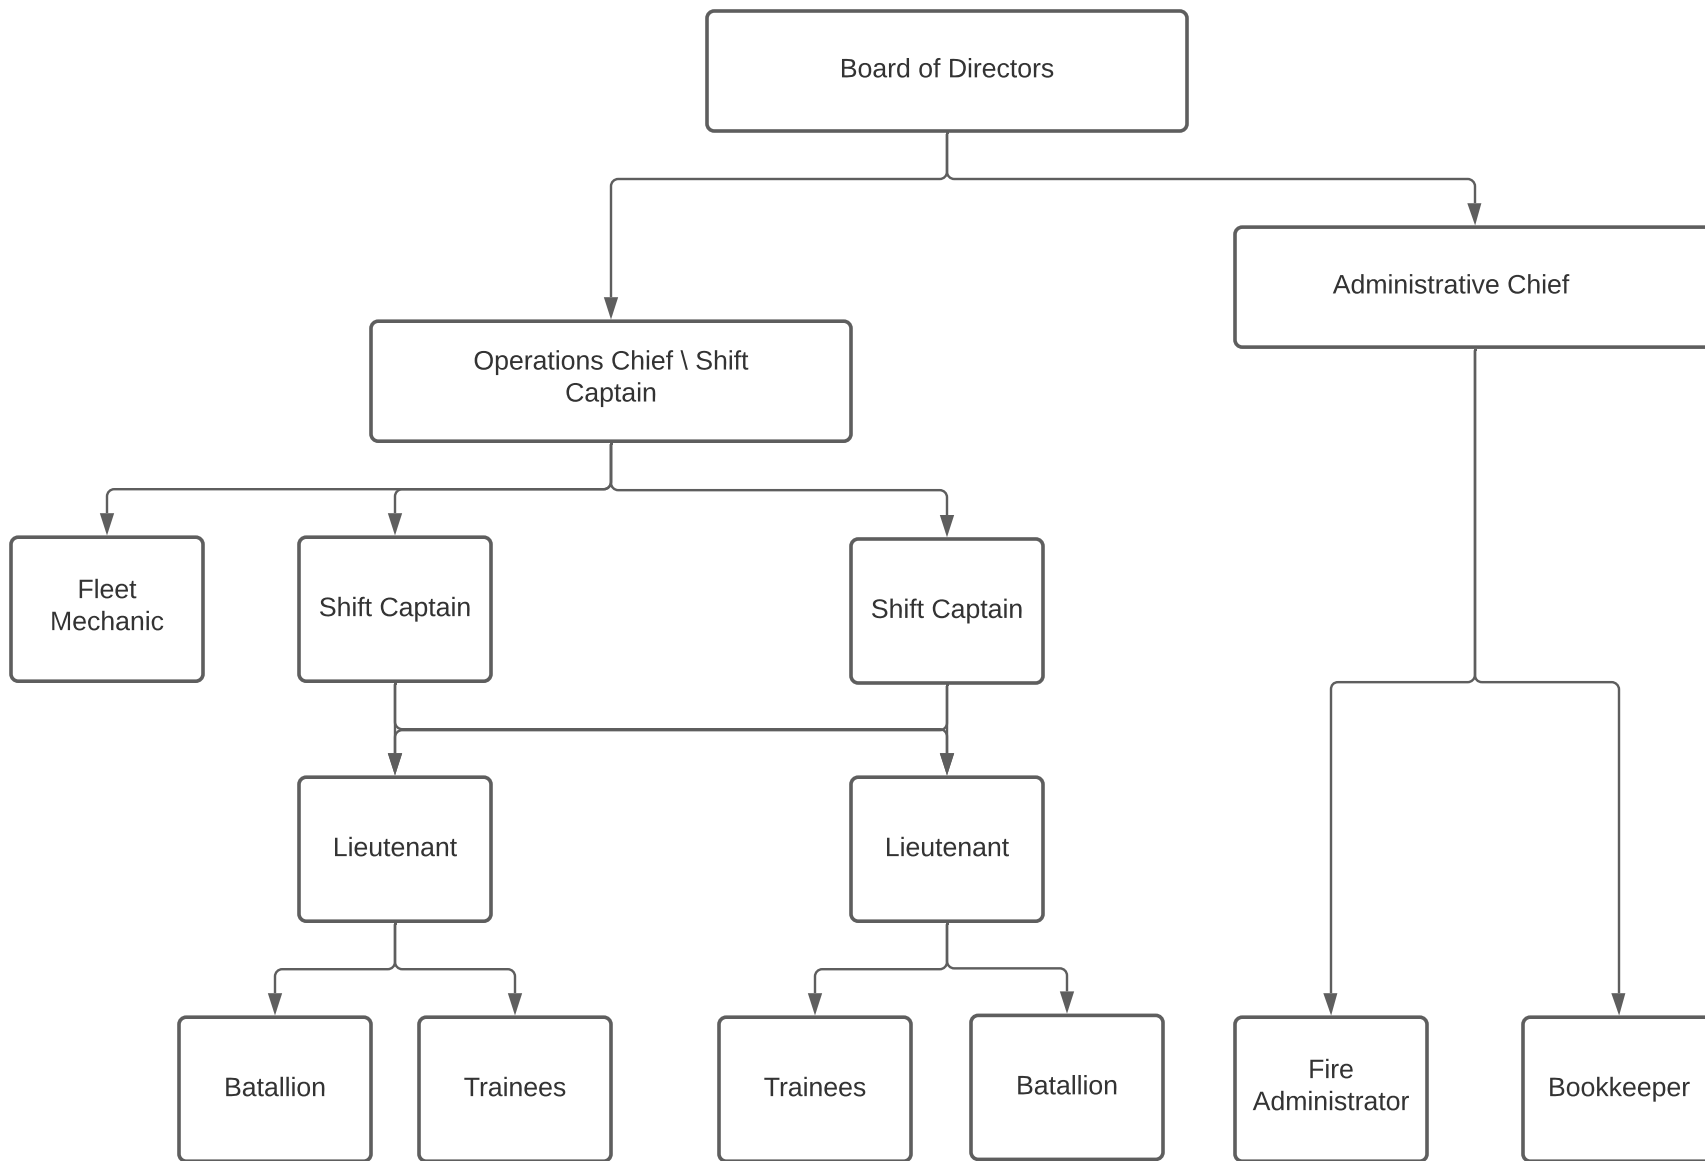 Board of Directors
Administrative Chief
Operations Chief \ Shift
Captain
Fleet
Mechanic
Shift Captain
Shift Captain
Lieutenant
Lieutenant
Batallion
Trainees
Trainees
Batallion
Fire
Administrator
Bookkeeper